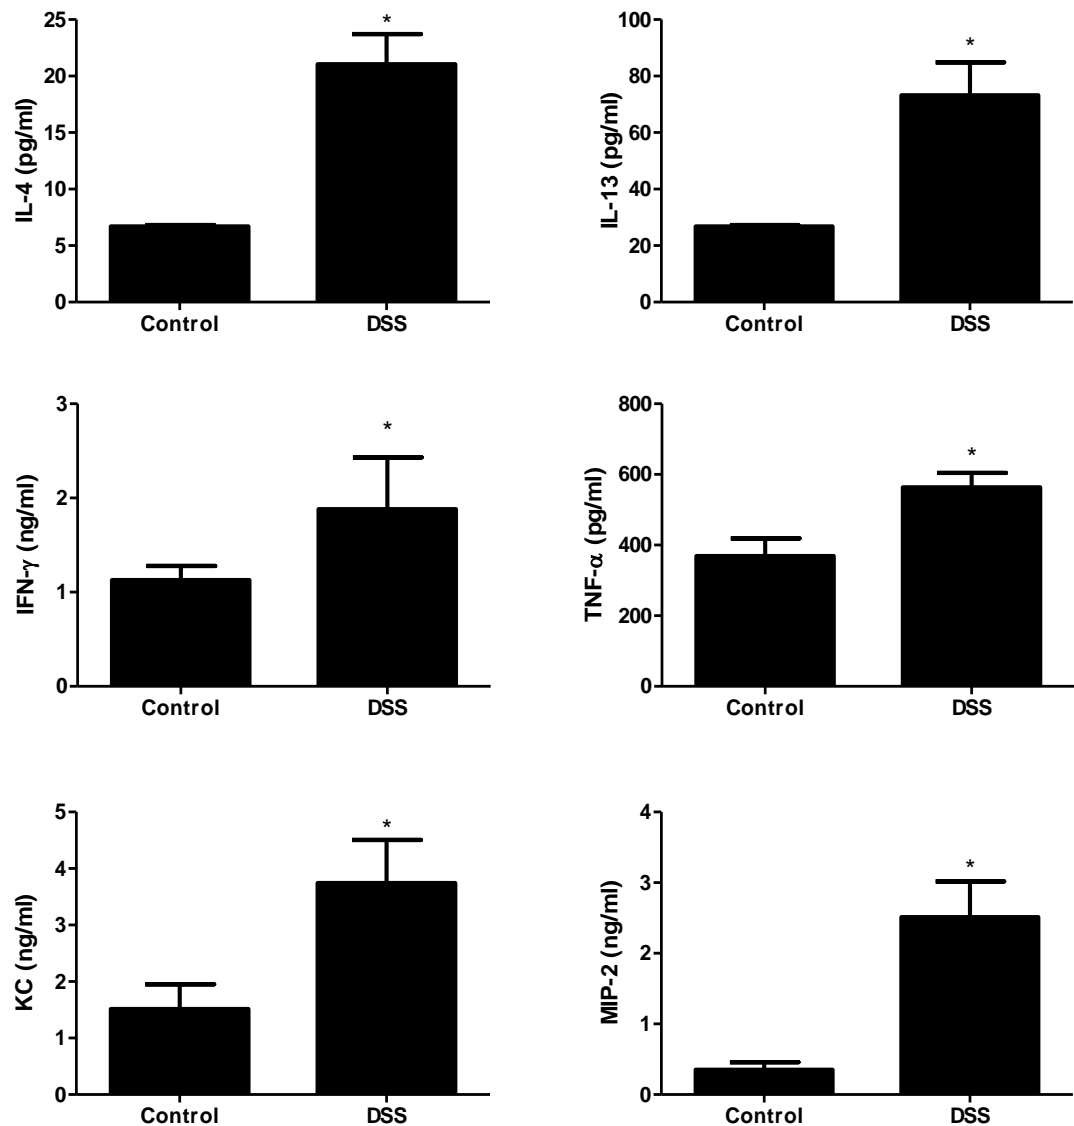 IL-4 (pg/ml)
25
20
15
10
5
0
*
Control
DSS
IL-13 (pg/ml)
100
80
60
40
20
0
*
Control
DSS
IFN-γ (ng/ml)
3
2
1
0
*
Control
DSS
TNF-α (pg/ml)
800
600
400
200
0
*
Control
DSS
KC (ng/ml)
5
4
3
2
1
0
*
Control
DSS
MIP-2 (ng/ml)
4
3
2
1
0
*
Control
DSS